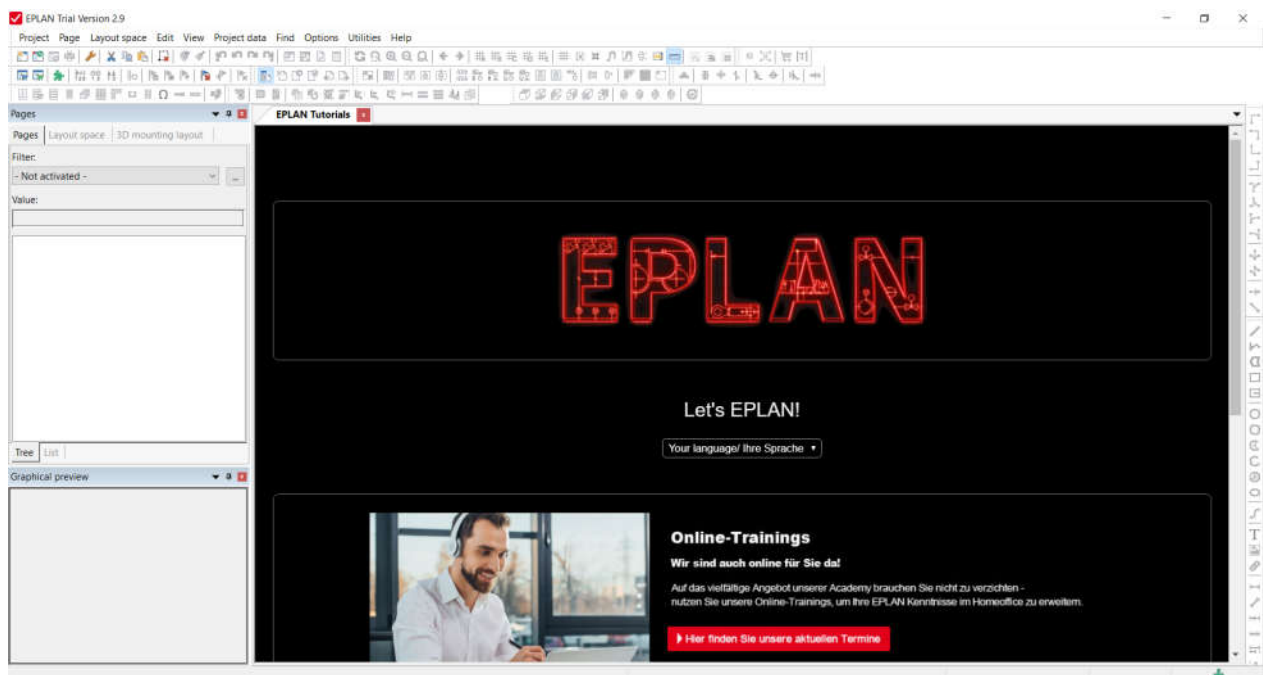 EPLAN Trial Version 2.9
Project Page Layout space Edit View Project data Find Options Utilities Help
Pages
EPLAN Tutorials
Pages Layout space 3D mounting layout
Filter:
- Not activated -
...
Value:
EPLAN
Let's EPLAN!
Your language/ Ihre Sprache
Tree List
Graphical preview
Online-Trainings
Wir sind auch online für Sie da!
Auf das vielfältige Angebot unserer Academy brauchen Sie nicht zu verzichten -
nutzen Sie unsere Online-Trainings, um Ihre EPLAN Kenntnisse im Homeoffice zu erweitern.
Hier finden Sie unsere aktuellen Termine